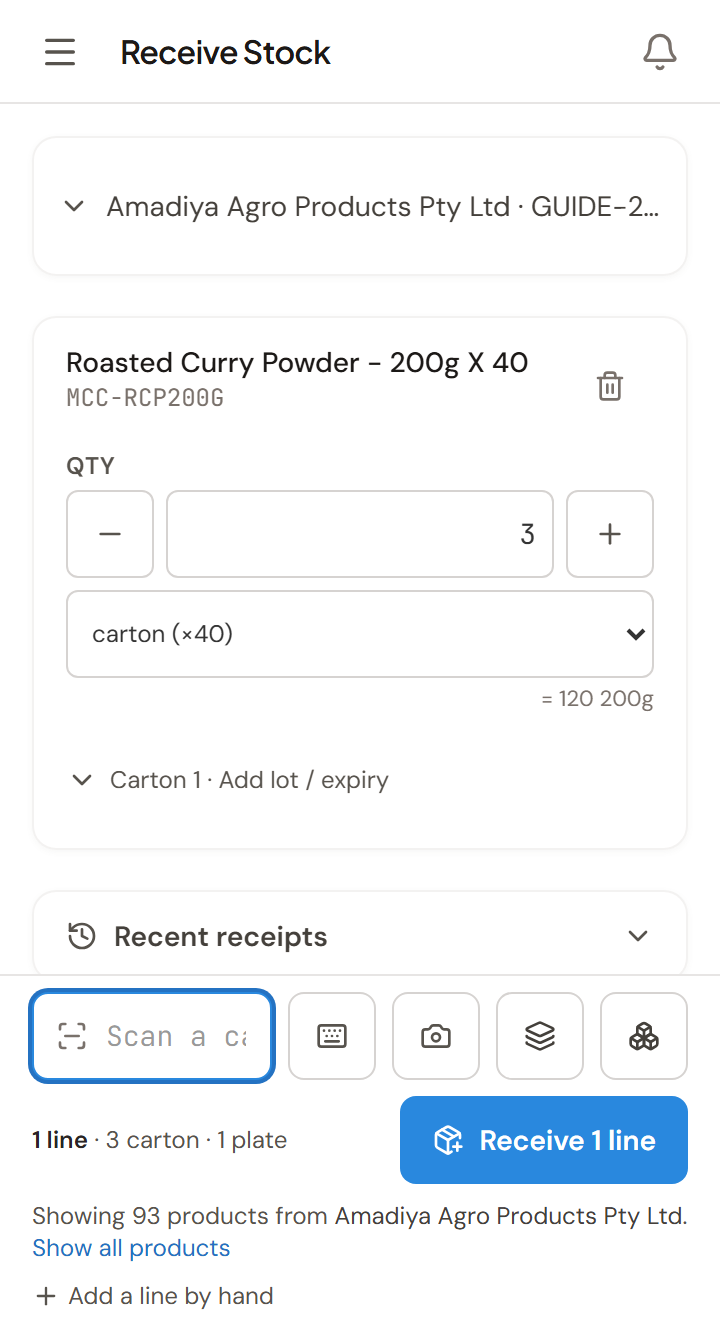 Receive Stock
Amadiya Agro Products Pty Ltd · GUIDE-2…
Roasted Curry Powder - 200g X 40
MCC-RCP200G
QTY
3
carton (×40)
= 120 200g
Carton 1 · Add lot / expiry
Recent receipts
Scan a ca
1 line · 3 carton · 1 plate
Receive 1 line
Showing 93 products from Amadiya Agro Products Pty Ltd.
Show all products
Add a line by hand